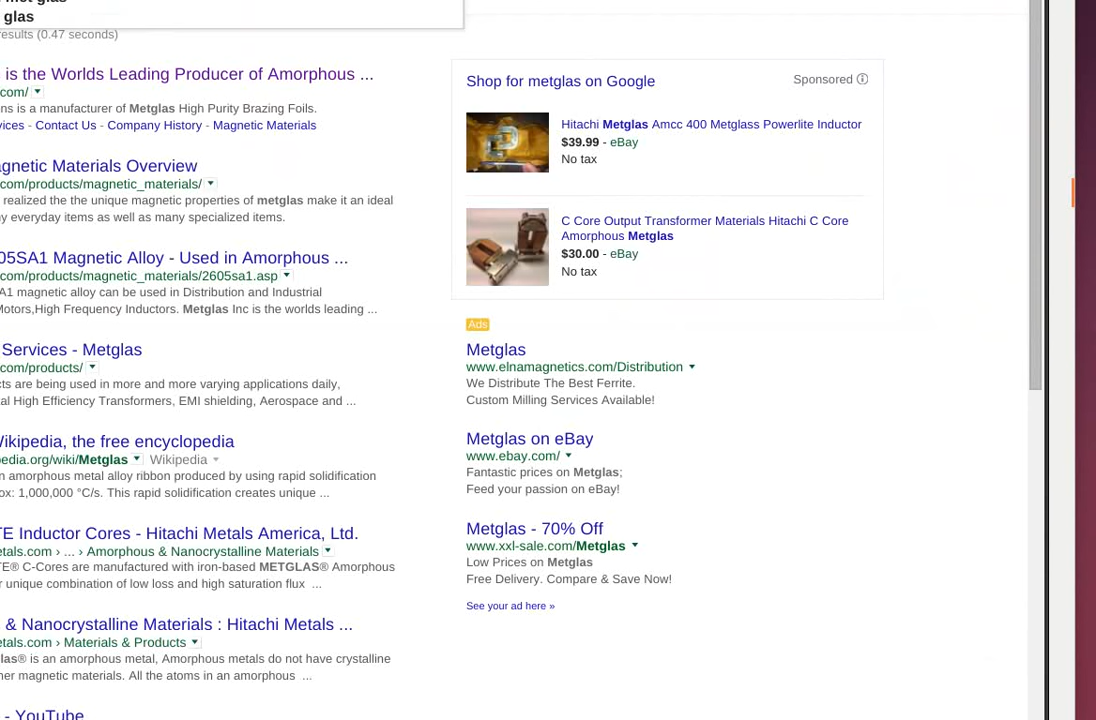 glas
results (0.47 seconds)
is the Worlds Leading Producer of Amorphous ...
com/
ns is a manufacturer of Metglas High Purity Brazing Foils.
vices - Contact Us - Company History - Magnetic Materials
agnetic Materials Overview
com/products/magnetic_materials/
realized the the unique magnetic properties of metglas make it an ideal
ny everyday items as well as many specialized items.
05SA1 Magnetic Alloy - Used in Amorphous ...
com/products/magnetic_materials/2605sa1.asp
A1 magnetic alloy can be used in Distribution and Industrial
Motors,High Frequency Inductors. Metglas Inc is the worlds leading ...
Services - Metglas
com/products/
cts are being used in more and more varying applications daily,
al High Efficiency Transformers, EMI shielding, Aerospace and ...
Wikipedia, the free encyclopedia
pedia.org/wiki/Metglas Wikipedia
n amorphous metal alloy ribbon produced by using rapid solidification
ox: 1,000,000 °C/s. This rapid solidification creates unique ...
TE Inductor Cores - Hitachi Metals America, Ltd.
etals.com › ... › Amorphous & Nanocrystalline Materials
TE® C-Cores are manufactured with iron-based METGLAS® Amorphous
r unique combination of low loss and high saturation flux ...
& Nanocrystalline Materials : Hitachi Metals ...
etals.com › Materials & Products
las® is an amorphous metal, Amorphous metals do not have crystalline
her magnetic materials. All the atoms in an amorphous ...
- YouTube
Shop for metglas on Google
Sponsored
Hitachi Metglas Amcc 400 Metglass Powerlite Inductor
$39.99 - eBay
No tax
C Core Output Transformer Materials Hitachi C Core
Amorphous Metglas
$30.00 - eBay
No tax
Ads
Metglas
www.elnamagnetics.com/Distribution
We Distribute The Best Ferrite.
Custom Milling Services Available!
Metglas on eBay
www.ebay.com/
Fantastic prices on Metglas;
Feed your passion on eBay!
Metglas - 70% Off
www.xxl-sale.com/Metglas
Low Prices on Metglas
Free Delivery. Compare & Save Now!
See your ad here »